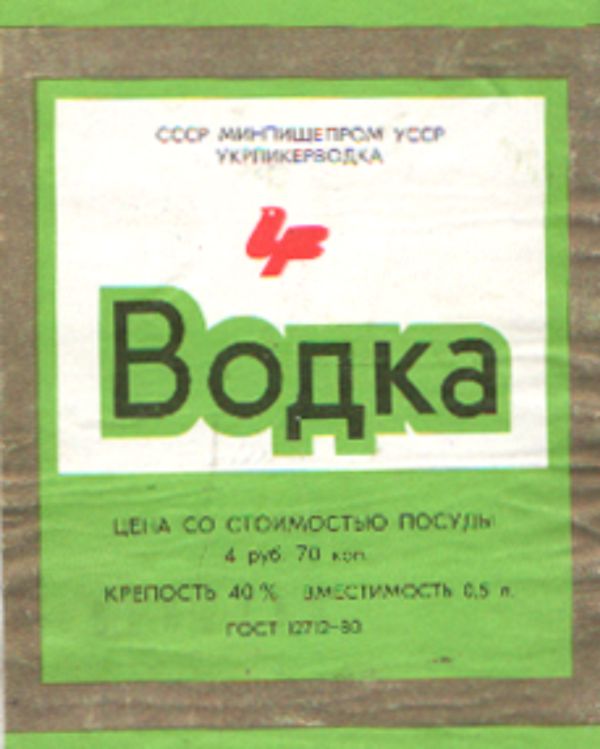 СССР МИНПИЩЕПРОМ УССР
УКРЛИКЕРВОДКА
Водка
ЦЕНА СО СТОИМОСТЬЮ ПОСУДЫ
4 руб. 70 коп.
КРЕПОСТЬ 40% ВМЕСТИМОСТЬ 0,5 л.
ГОСТ 12712-80